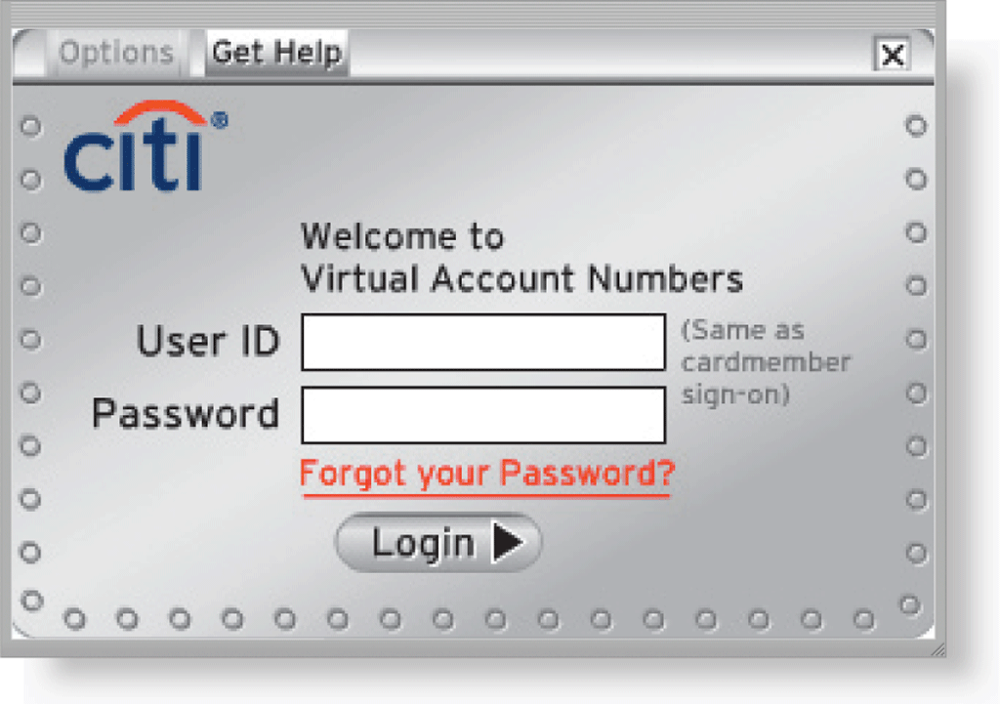 Options Get Help
citi®
Welcome to
Virtual Account Numbers
User ID
(Same as
cardmember
sign-on)
Password
Forgot your Password?
Login